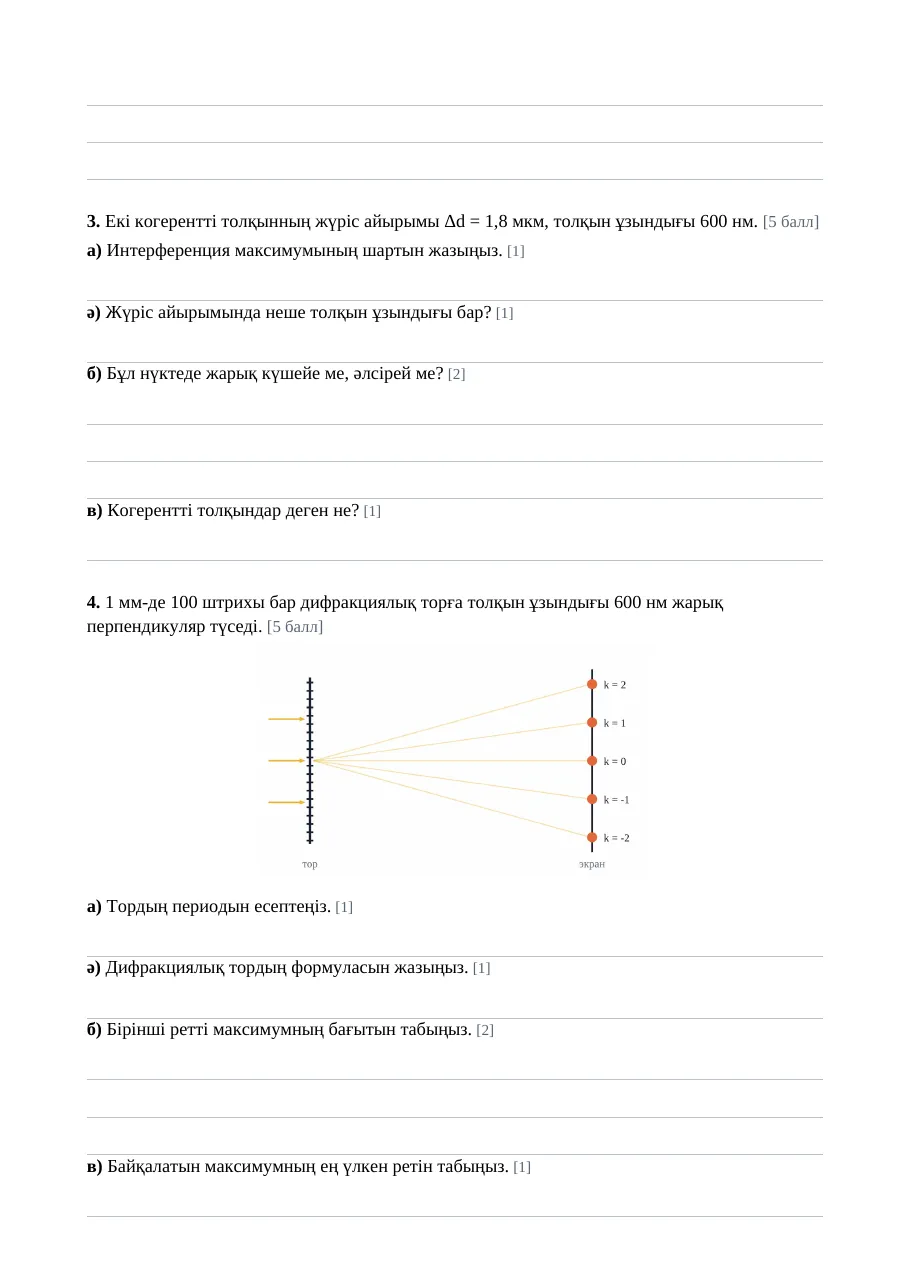 3. Екі когерентті толқынның жүріс айырымы Δd = 1,8 мкм, толқын ұзындығы 600 нм. [5 балл]
а) Интерференция максимумының шартын жазыңыз. [1]
ә) Жүріс айырымында неше толқын ұзындығы бар? [1]
б) Бұл нүктеде жарық күшейе ме, әлсірей ме? [2]
в) Когерентті толқындар деген не? [1]
4. 1 мм-де 100 штрихы бар дифракциялық торға толқын ұзындығы 600 нм жарық
перпендикуляр түседі. [5 балл]
k = 2
k = 1
k = 0
k = -1
k = -2
тор
экран
а) Тордың периодын есептеңіз. [1]
ә) Дифракциялық тордың формуласын жазыңыз. [1]
б) Бірінші ретті максимумның бағытын табыңыз. [2]
в) Байқалатын максимумның ең үлкен ретін табыңыз. [1]